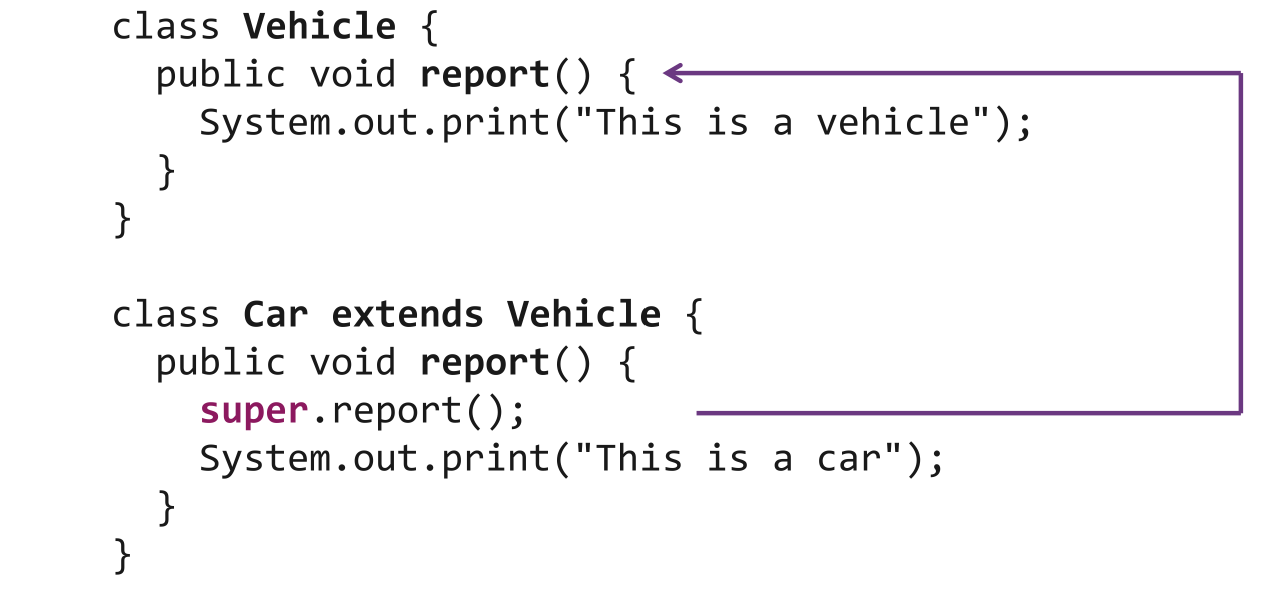 class Vehicle {
public void report() {
System.out.print("This is a vehicle");
}
}
class Car extends Vehicle {
public void report() {
super.report();
System.out.print("This is a car");
}
}